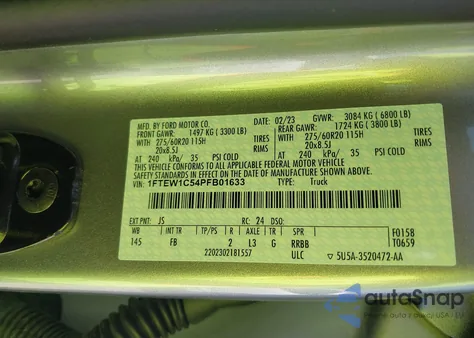 MFD. BY FORD MOTOR CO. 02/23 GVWR: 3084 KG (6800 LB)
FRONT GAWR: 1497 KG (3300 LB) REAR GAWR: 1724 KG (3800 LB)
WITH 275/60R20 115H TIRES WITH 275/60R20 115H TIRES
20x8.5J RIMS 20x8.5J RIMS
AT 240 kPa/ 35 PSI COLD AT 240 kPa/ 35 PSI COLD
THIS VEHICLE CONFORMS TO ALL APPLICABLE FEDERAL MOTOR VEHICLE
SAFETY STANDARDS IN EFFECT ON THE DATE OF MANUFACTURE SHOWN ABOVE.
VIN: 1FTEW1C54PFB01633 TYPE: Truck
EXT PNT: JS RC: 24 DSO: F0158
WB INT TR TP/PS R AXLE TR SPR T0659
145 FB 2 L3 G RRBB
2202302181557 ULC 5U5A-3520472-AA
autoSnap